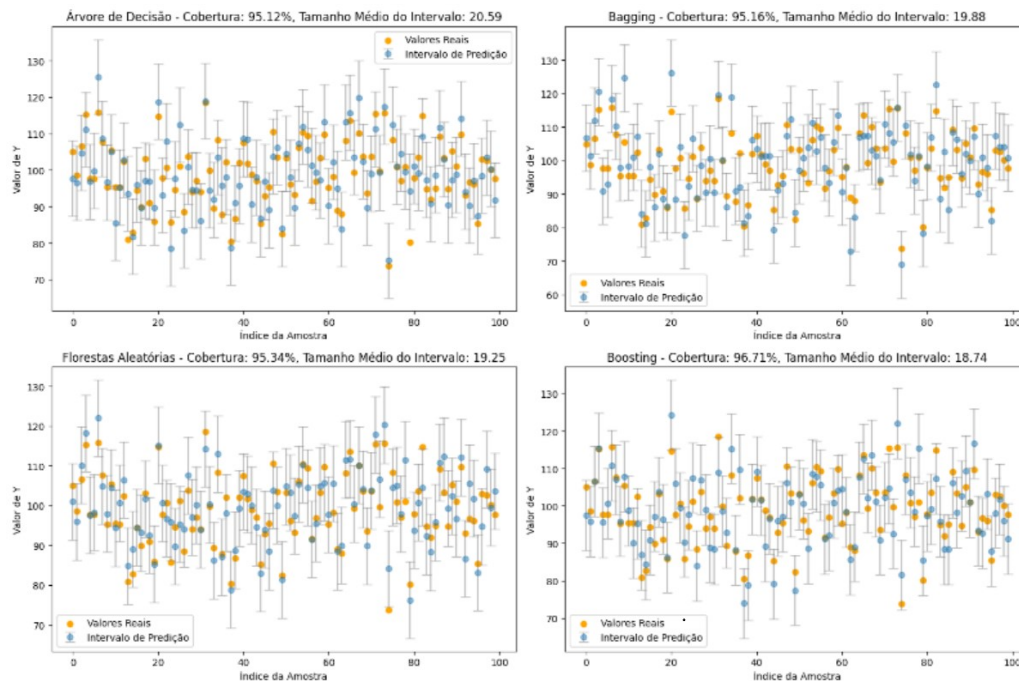 Árvore de Decisão - Cobertura: 95.12%, Tamanho Médio do Intervalo: 20.59
Valores Reais
Intervalo de Predição
Valor de Y
130
120
110
100
90
80
70
0
20
40
60
80
100
Índice da Amostra
Bagging - Cobertura: 95.16%, Tamanho Médio do Intervalo: 19.88
Valor de Y
130
120
110
100
90
80
70
60
Valores Reais
Intervalo de Predição
0
20
40
60
80
100
Índice da Amostra
Florestas Aleatórias - Cobertura: 95.34%, Tamanho Médio do Intervalo: 19.25
Valor de Y
130
120
110
100
90
80
70
Valores Reais
Intervalo de Predição
0
20
40
60
80
100
Índice da Amostra
Boosting - Cobertura: 96.71%, Tamanho Médio do Intervalo: 18.74
Valor de Y
130
120
110
100
90
80
70
Valores Reais
Intervalo de Predição
0
20
40
60
80
100
Índice da Amostra